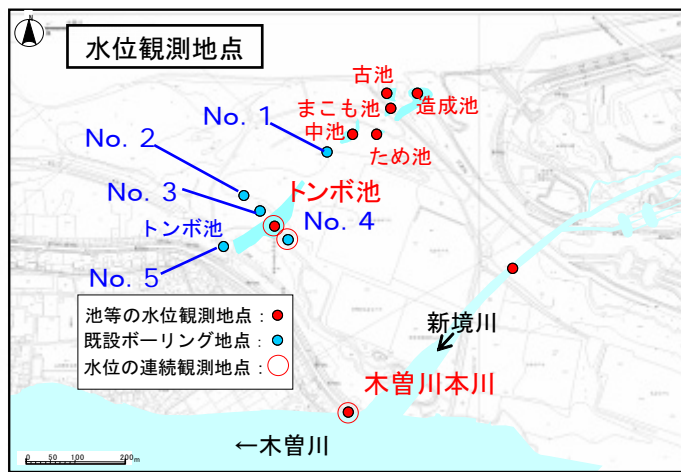 水位観測地点
古池
まこも池
造成池
No. 1
中池
ため池
No. 2
No. 3
トンボ池
No. 4
トンボ池
No. 5
池等の水位観測地点：
既設ボーリング地点：
水位の連続観測地点：
新境川
木曽川本川
←木曽川
0 50 100 200m